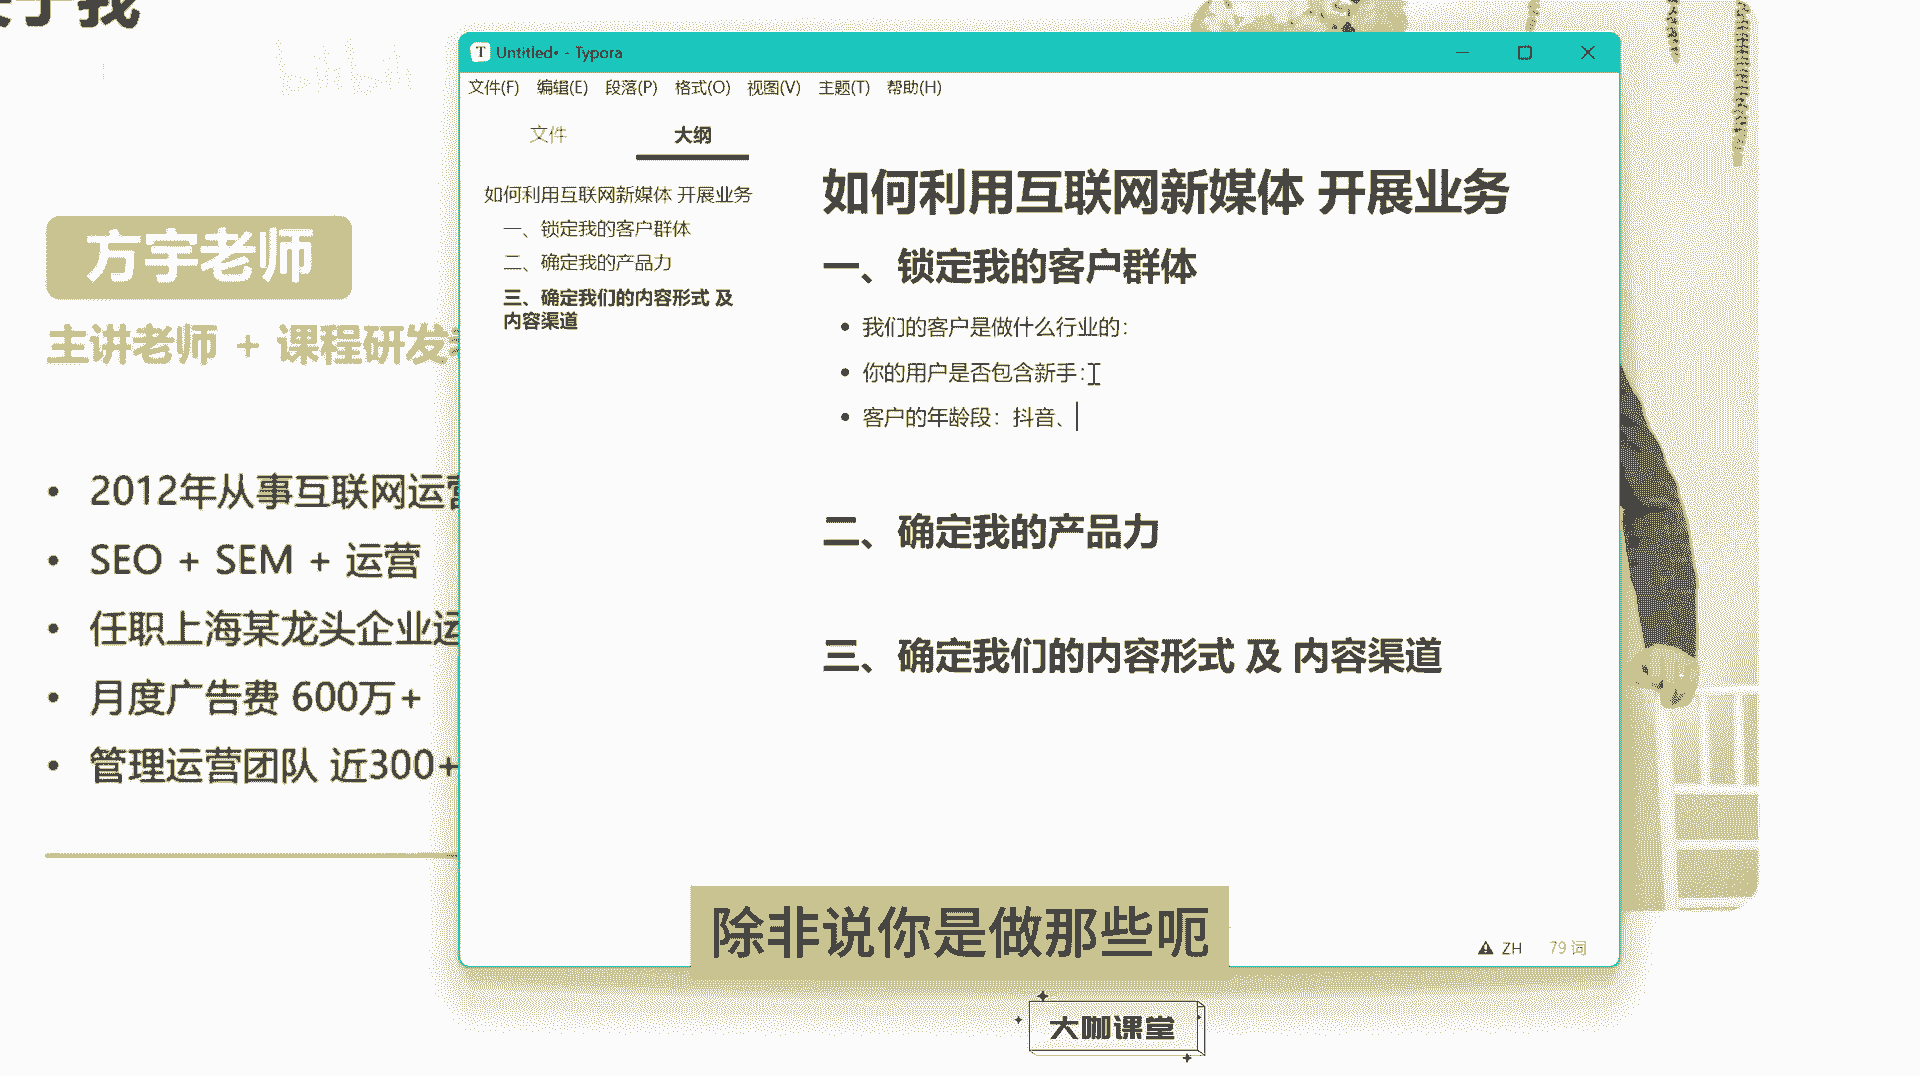 于我
bilibili
方宇老师
主讲老师 + 课程研发
• 2012年从事互联网运营
• SEO + SEM + 运营
• 任职上海某龙头企业运
• 月度广告费 600万+
• 管理运营团队 近300+
T Untitled• - Typora
文件(F) 编辑(E) 段落(P) 格式(O) 视图(V) 主题(T) 帮助(H)
文件 大纲
如何利用互联网新媒体 开展业务
一、锁定我的客户群体
二、确定我的产品力
三、确定我们的内容形式 及
内容渠道
如何利用互联网新媒体 开展业务
一、锁定我的客户群体
• 我们的客户是做什么行业的：
• 你的用户是否包含新手：
• 客户的年龄段：抖音、
二、确定我的产品力
三、确定我们的内容形式 及 内容渠道
ZH 79 词
除非说你是做那些呃
大咖课堂